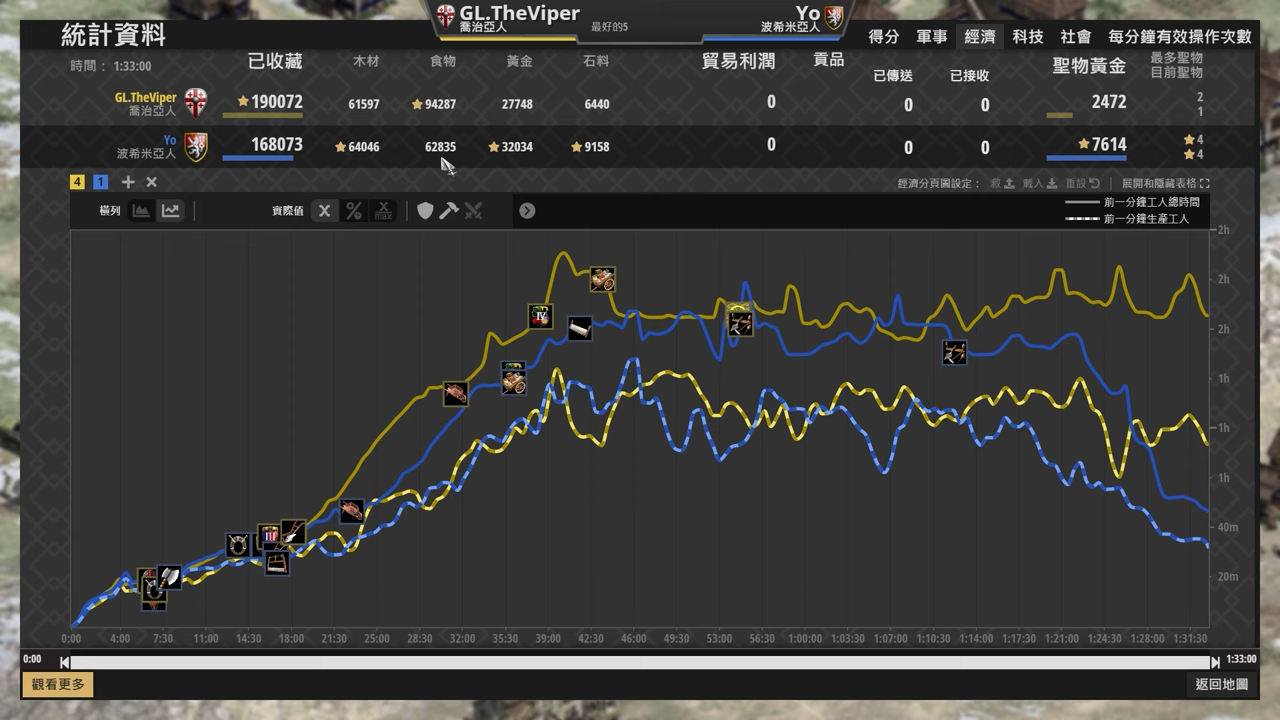 GL.TheViper
喬治亞人
最好的5
Yo
波希米亞人
統計資料
得分 軍事 經濟 科技 社會 每分鐘有效操作次數
時間： 1:33:00
已收藏 木材 食物 黃金 石料 貿易利潤 貢品 已傳送 已接收 聖物黃金 最多聖物 目前聖物
GL.TheViper
喬治亞人
190072 61597 94287 27748 6440 0 0 0 2472 2 1
Yo
波希米亞人
168073 64046 62835 32034 9158 0 0 0 7614 4 4
4 1
經濟分頁圖設定： 載入 重設 展開和隱藏表格
橫列 實際值 X % X max
前一分鐘工人總時間
前一分鐘生產工人
2h
2h
2h
1h
1h
1h
40m
20m
IV
III
0:00 4:00 7:30 11:00 14:30 18:00 21:30 25:00 28:30 32:00 35:30 39:00 42:30 46:00 49:30 53:00 56:30 1:00:00 1:03:30 1:07:00 1:10:30 1:14:00 1:17:30 1:21:00 1:24:30 1:28:00 1:31:30
0:00 1:33:00
觀看更多 返回地圖